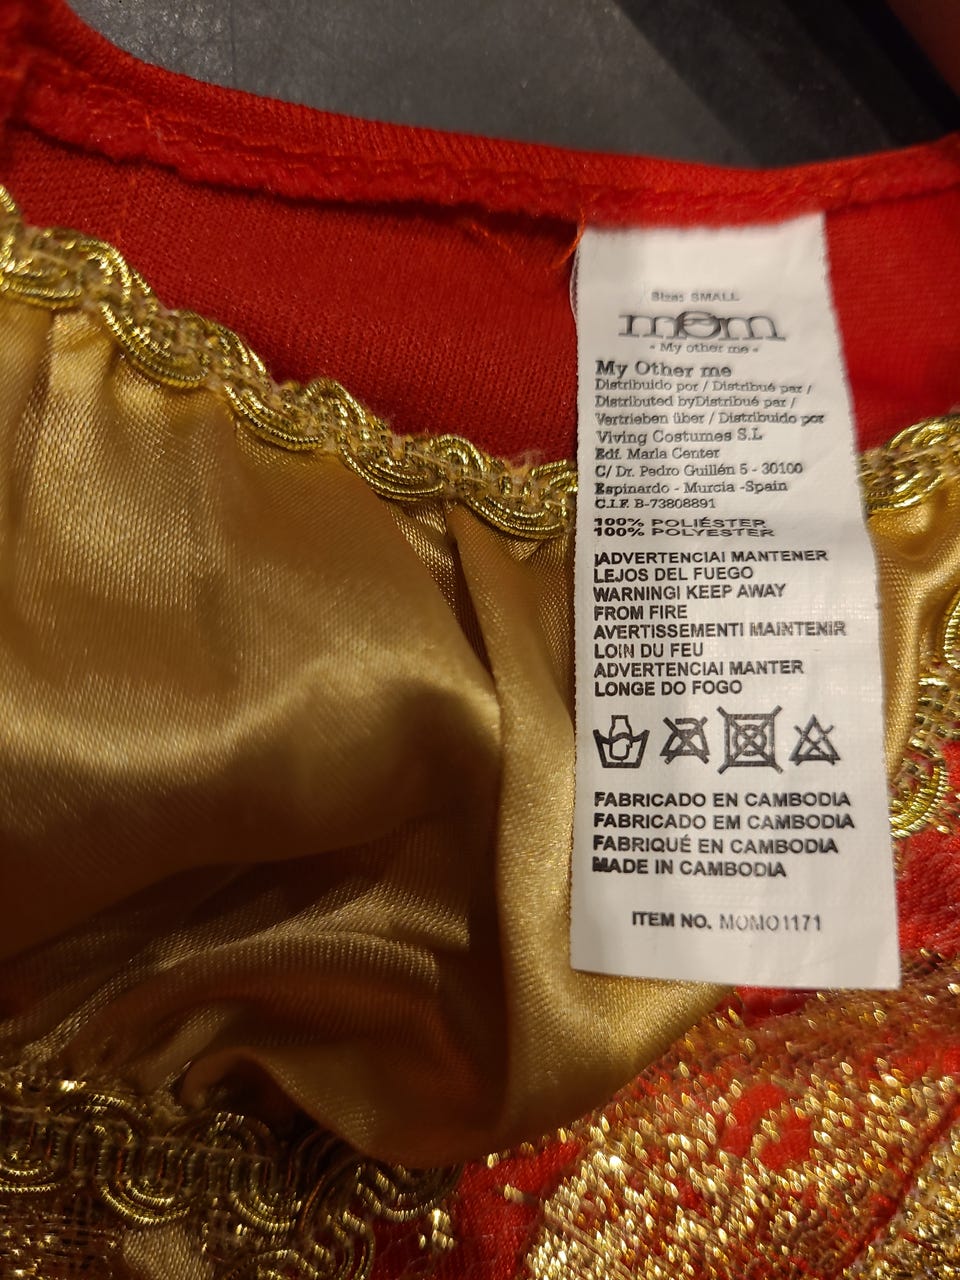 Size: SMALL
mom
- My other me -
My Other me
Distribuido por / Distribué par /
Distributed byDistribué par /
Vertrieben über / Distribuido por
Viving Costumes S.L
Edf. Marla Center
C/ Dr. Pedro Guillén 5 - 30100
Espinardo - Murcia -Spain
C.I.F. B-73808891
100% POLIÉSTER
100% POLYESTER
¡ADVERTENCIA! MANTENER
LEJOS DEL FUEGO
WARNING! KEEP AWAY
FROM FIRE
AVERTISSEMENT! MAINTENIR
LOIN DU FEU
ADVERTENCIA! MANTER
LONGE DO FOGO
FABRICADO EN CAMBODIA
FABRICADO EM CAMBODIA
FABRIQUÉ EN CAMBODIA
MADE IN CAMBODIA
ITEM NO. MOMO1171